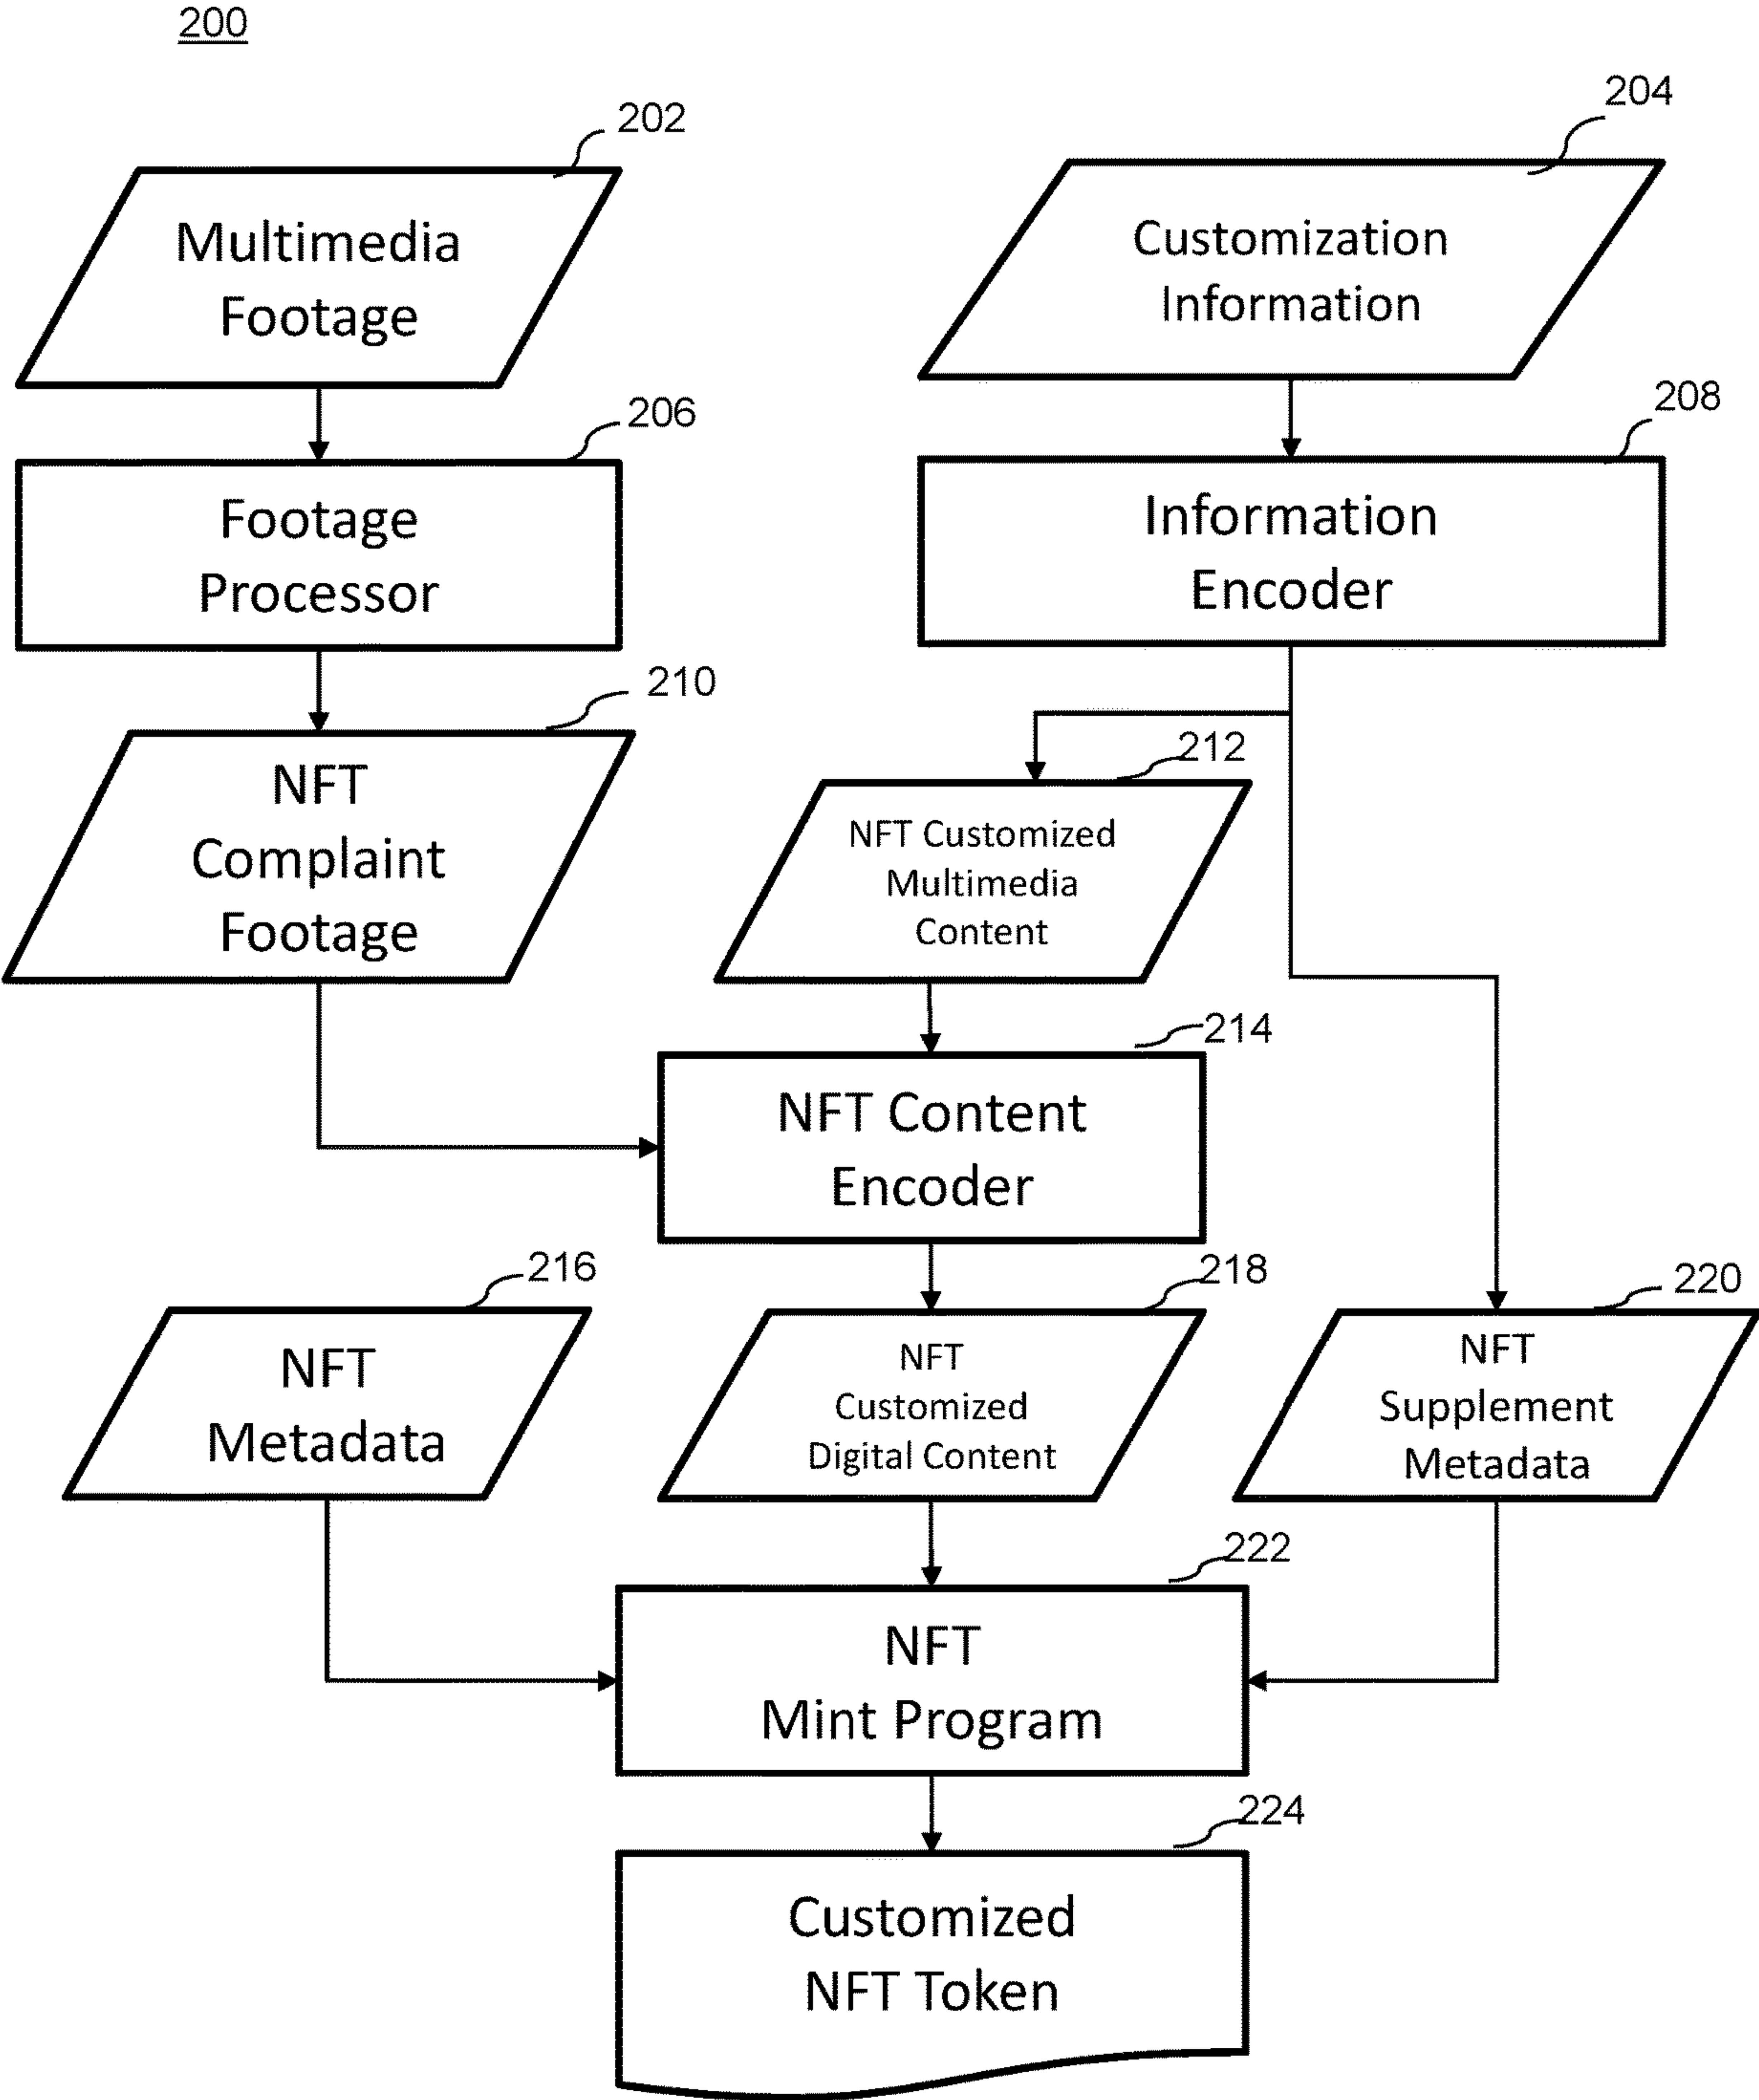 200
202
Multimedia
Footage
204
Customization
Information
206
Footage
Processor
208
Information
Encoder
210
NFT
Complaint
Footage
212
NFT Customized
Multimedia
Content
214
NFT Content
Encoder
216
NFT
Metadata
218
NFT
Customized
Digital Content
220
NFT
Supplement
Metadata
222
NFT
Mint Program
224
Customized
NFT Token